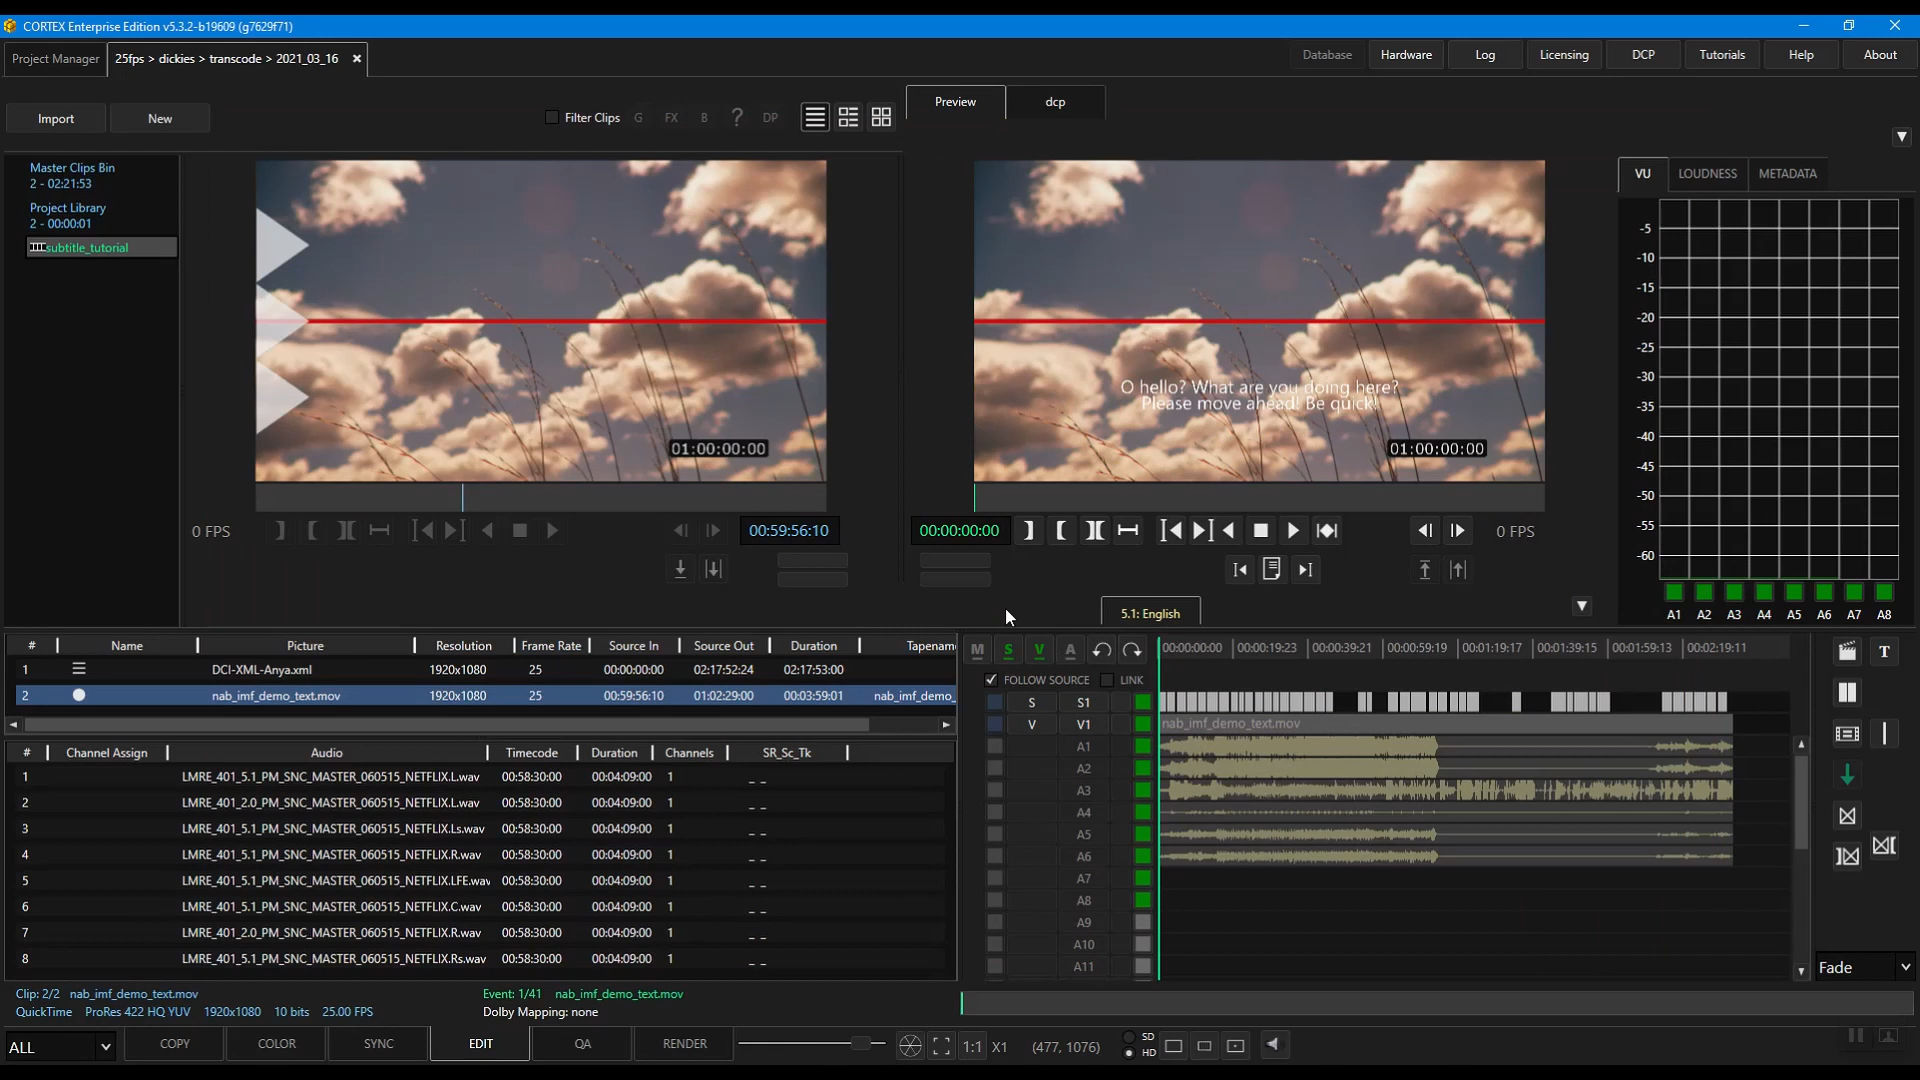 CORTEX Enterprise Edition v5.3.2-b19609 (g7629f71)
Project Manager
25fps > dickies > transcode > 2021_03_16
Database Hardware Log Licensing DCP Tutorials Help About
Import New
Filter Clips G FX B ? DP
Preview dcp
Master Clips Bin
2 - 02:21:53
Project Library
2 - 00:00:01
subtitle_tutorial
01:00:00:00
O hello? What are you doing here?
Please move ahead! Be quick!
01:00:00:00
VU LOUDNESS METADATA
-5
-10
-15
-20
-25
-30
-35
-40
-45
-50
-55
-60
A1 A2 A3 A4 A5 A6 A7 A8
0 FPS
00:59:56:10
00:00:00:00
0 FPS
5.1: English
# Name Picture Resolution Frame Rate Source In Source Out Duration Tapenam
1 DCI-XML-Anya.xml 1920x1080 25 00:00:00:00 02:17:52:24 02:17:53:00
2 nab_imf_demo_text.mov 1920x1080 25 00:59:56:10 01:02:29:00 00:03:59:01 nab_imf_demo_
# Channel Assign Audio Timecode Duration Channels SR_Sc_Tk
1 LMRE_401_5.1_PM_SNC_MASTER_060515_NETFLIX.L.wav 00:58:30:00 00:04:09:00 1 _ _
2 LMRE_401_2.0_PM_SNC_MASTER_060515_NETFLIX.L.wav 00:58:30:00 00:04:09:00 1 _ _
3 LMRE_401_5.1_PM_SNC_MASTER_060515_NETFLIX.Ls.wav 00:58:30:00 00:04:09:00 1 _ _
4 LMRE_401_5.1_PM_SNC_MASTER_060515_NETFLIX.R.wav 00:58:30:00 00:04:09:00 1 _ _
5 LMRE_401_5.1_PM_SNC_MASTER_060515_NETFLIX.LFE.wav 00:58:30:00 00:04:09:00 1 _ _
6 LMRE_401_5.1_PM_SNC_MASTER_060515_NETFLIX.C.wav 00:58:30:00 00:04:09:00 1 _ _
7 LMRE_401_2.0_PM_SNC_MASTER_060515_NETFLIX.R.wav 00:58:30:00 00:04:09:00 1 _ _
8 LMRE_401_5.1_PM_SNC_MASTER_060515_NETFLIX.Rs.wav 00:58:30:00 00:04:09:00 1 _ _
M S V A
00:00:00:00 00:00:19:23 00:00:39:21 00:00:59:19 00:01:19:17 00:01:39:15 00:01:59:13 00:02:19:11
T
FOLLOW SOURCE LINK
S S1
V V1 nab_imf_demo_text.mov
A1
A2
A3
A4
A5
A6
A7
A8
A9
A10
A11
Fade
Clip: 2/2 nab_imf_demo_text.mov
Event: 1/41 nab_imf_demo_text.mov
QuickTime ProRes 422 HQ YUV 1920x1080 10 bits 25.00 FPS
Dolby Mapping: none
ALL COPY COLOR SYNC EDIT QA RENDER 1:1 X1 (477, 1076)
SD
HD